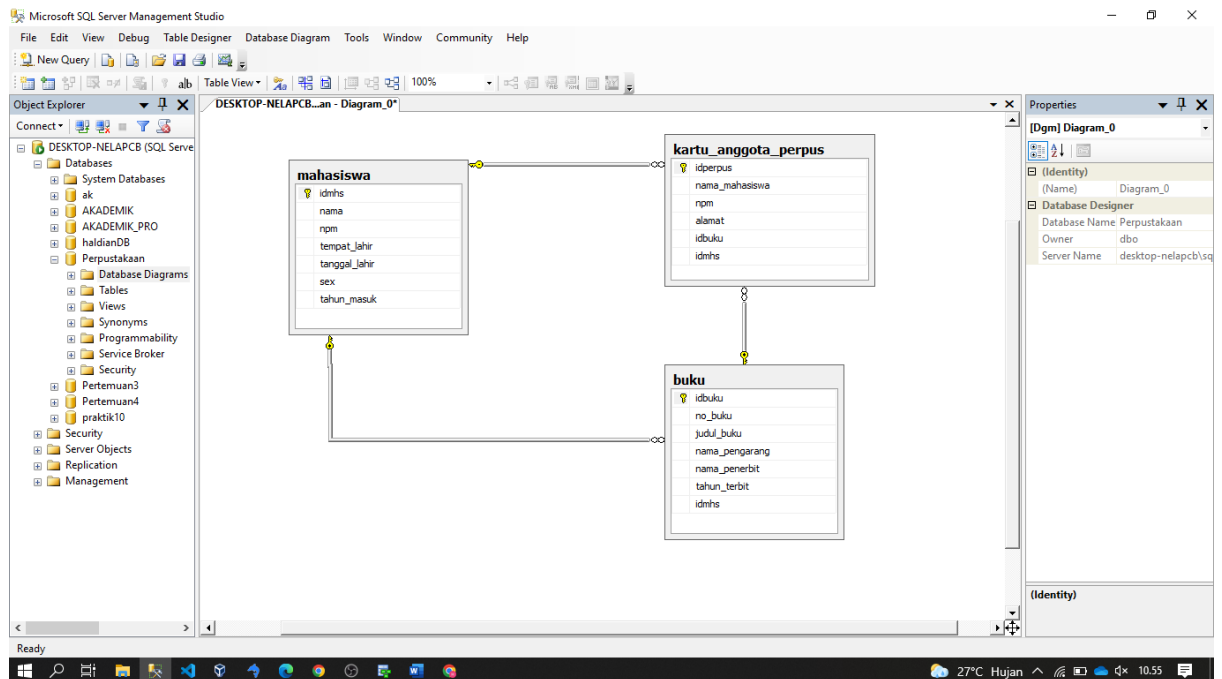 Microsoft SQL Server Management Studio
File Edit View Debug Table Designer Database Diagram Tools Window Community Help
New Query
Table View 100%
Object Explorer
Connect
DESKTOP-NELAPCB (SQL Serve
Databases
System Databases
ak
AKADEMIK
AKADEMIK_PRO
haldianDB
Perpustakaan
Database Diagrams
Tables
Views
Synonyms
Programmability
Service Broker
Security
Pertemuan3
Pertemuan4
praktik10
Security
Server Objects
Replication
Management
DESKTOP-NELAPCB...an - Diagram_0*
mahasiswa
idmhs
nama
npm
tempat_lahir
tanggal_lahir
sex
tahun_masuk
kartu_anggota_perpus
idperpus
nama_mahasiswa
npm
alamat
idbuku
idmhs
buku
idbuku
no_buku
judul_buku
nama_pengarang
nama_penerbit
tahun_terbit
idmhs
Properties
[Dgm] Diagram_0
(Identity)
(Name) Diagram_0
Database Designer
Database Name Perpustakaan
Owner dbo
Server Name desktop-nelapcb\sq
(Identity)
Ready
27°C Hujan 10.55